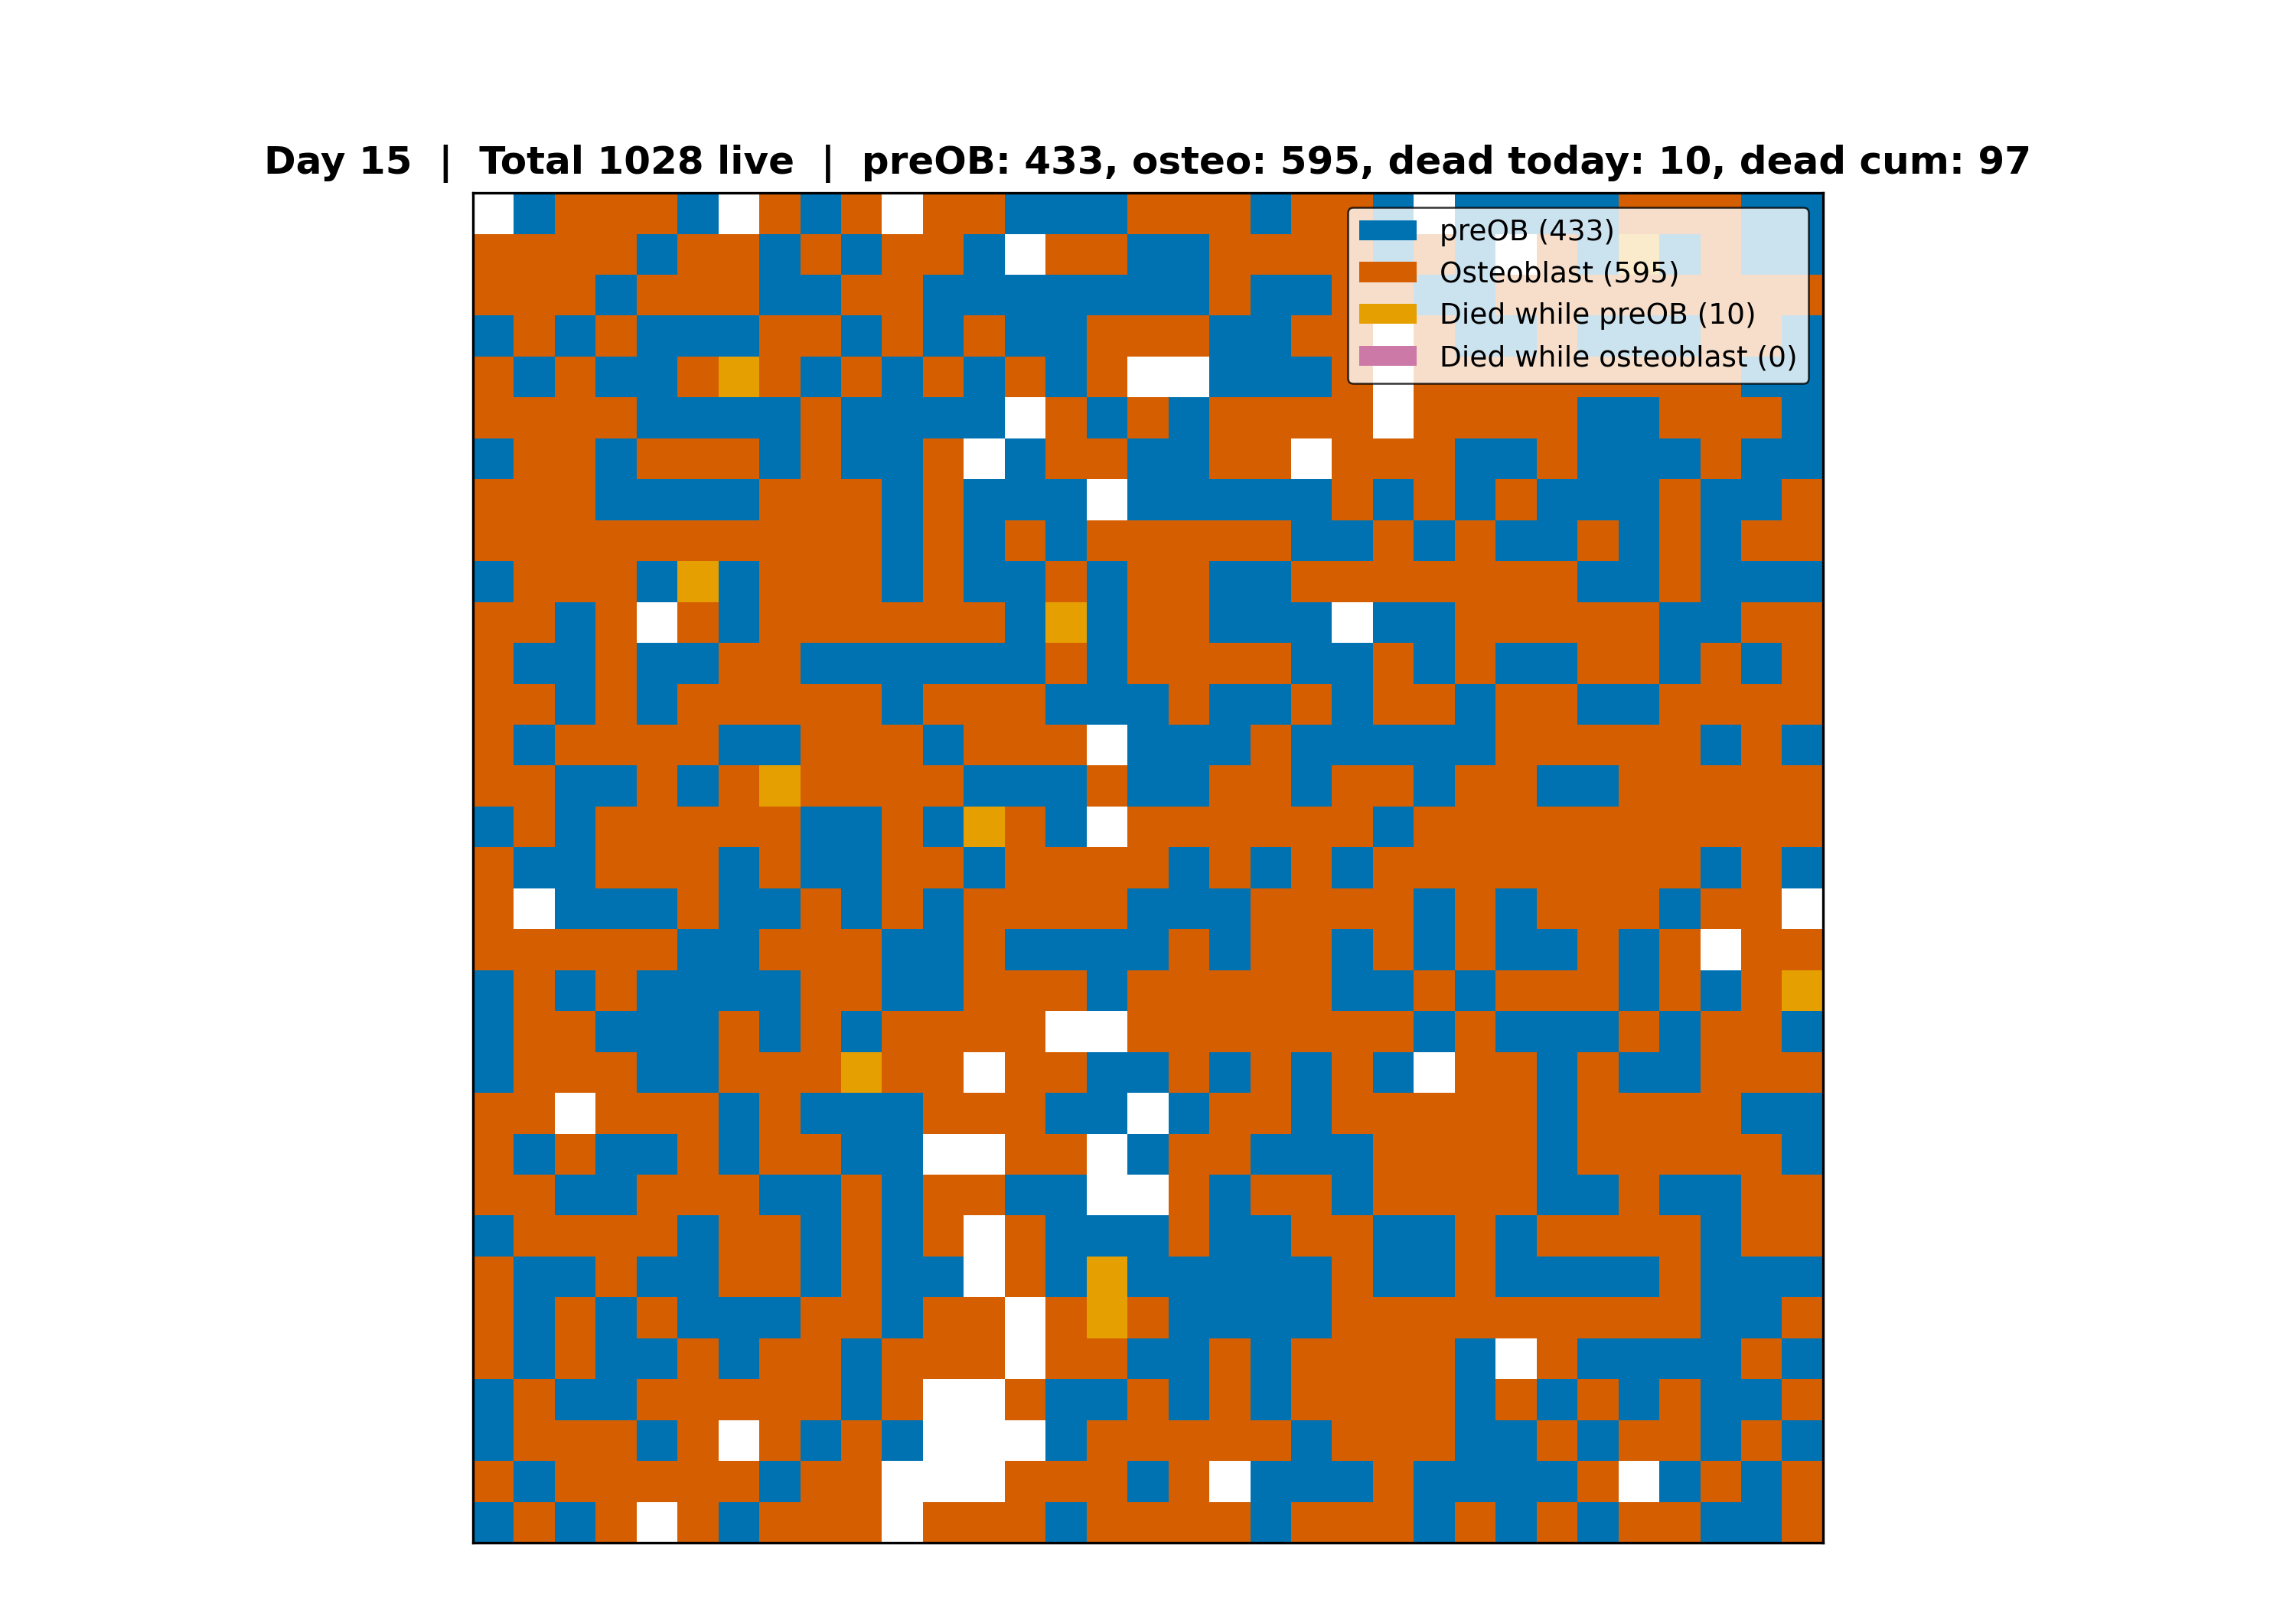 Day 15 | Total 1028 live | preOB: 433, osteo: 595, dead today: 10, dead cum: 97
preOB (433)
Osteoblast (595)
Died while preOB (10)
Died while osteoblast (0)